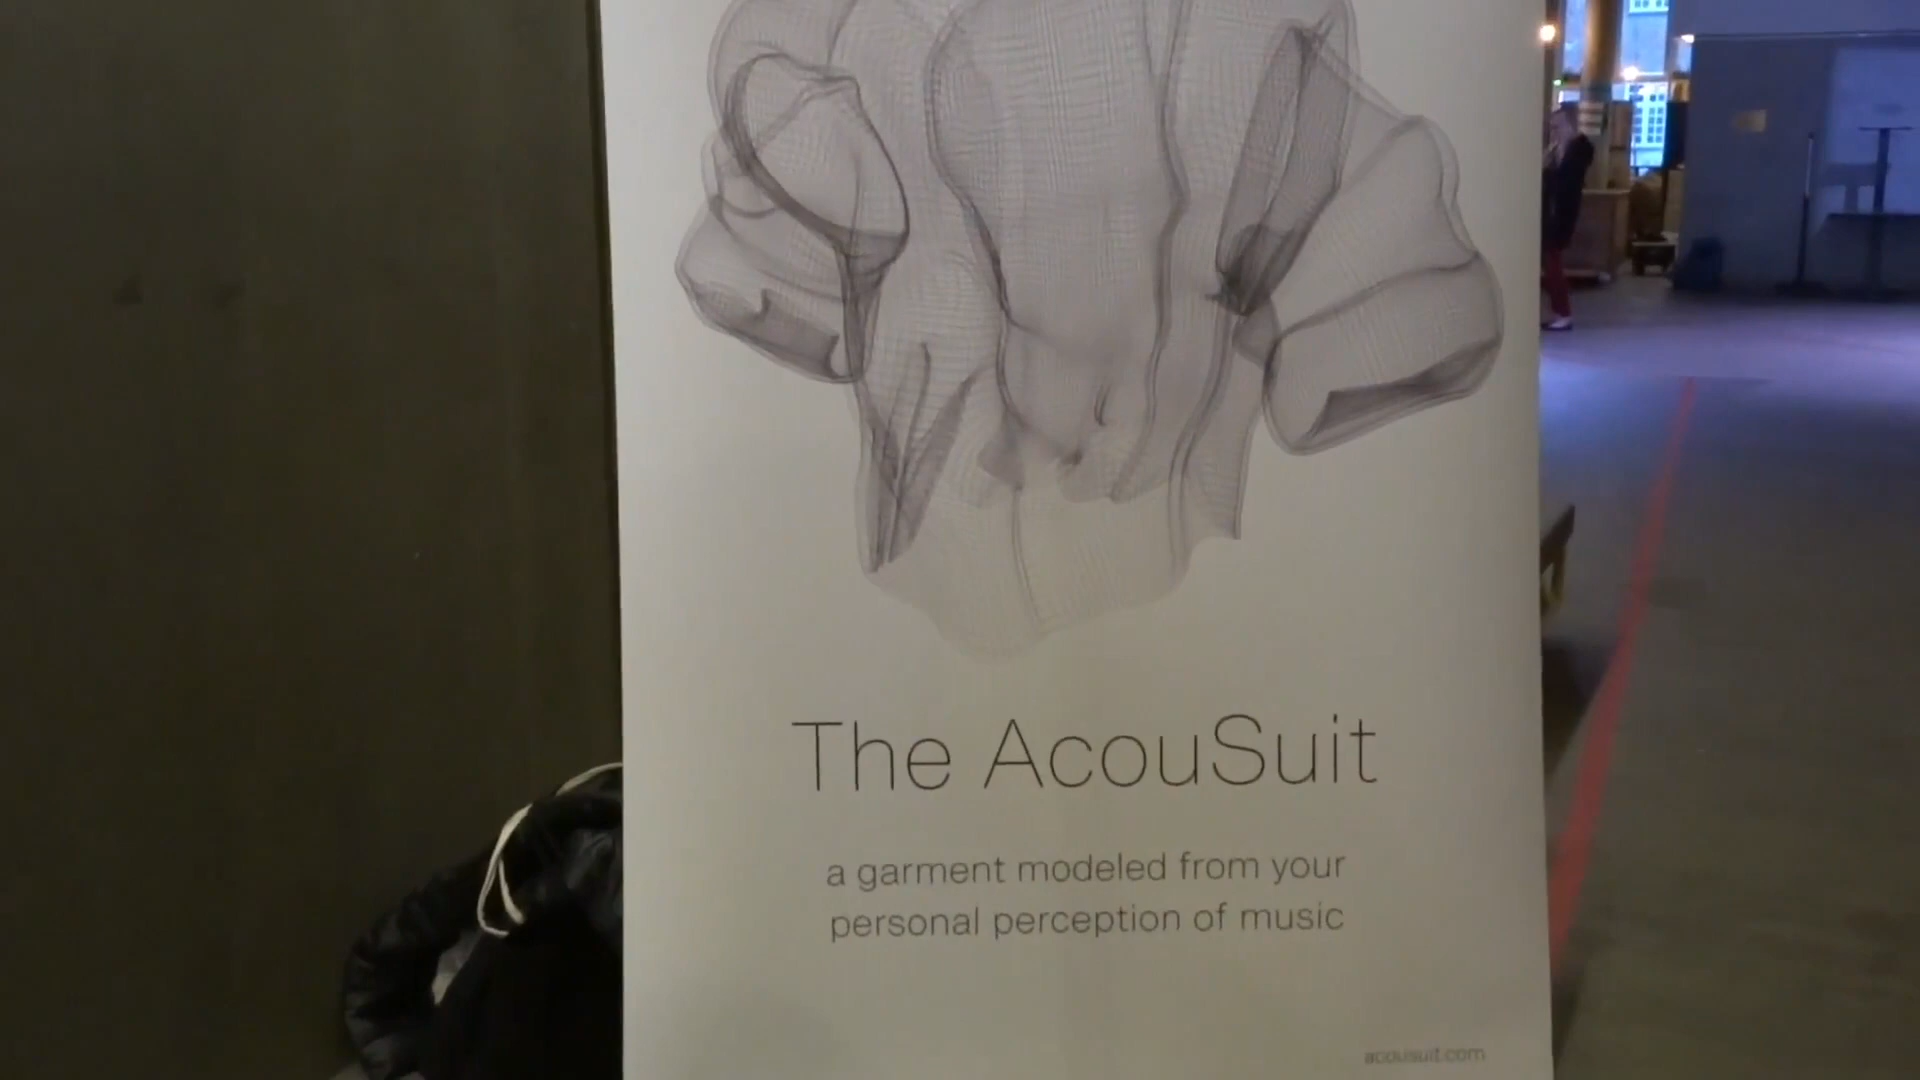 The AcouSuit
a garment modeled from your
personal perception of music
acousuit.com